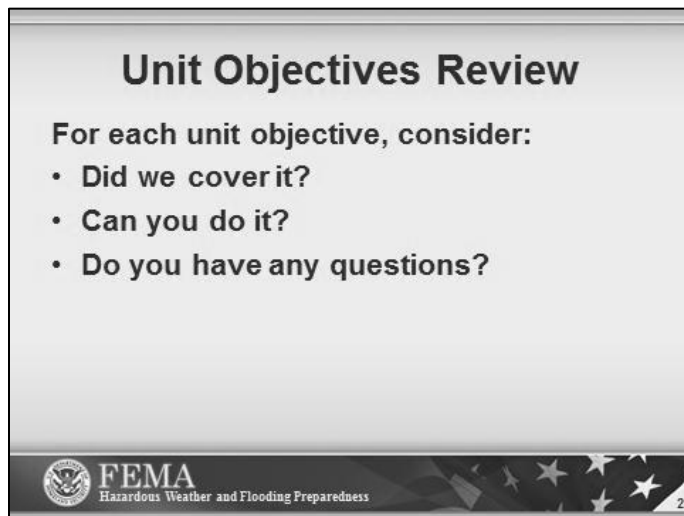 Unit Objectives Review
For each unit objective, consider:
• Did we cover it?
• Can you do it?
• Do you have any questions?
FEMA
Hazardous Weather and Flooding Preparedness
2